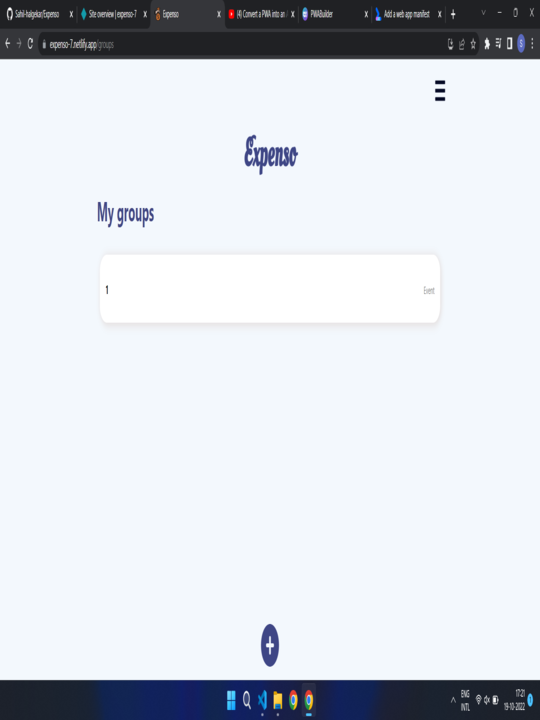 Sahil-halgekar/Expenso
Site overview | expenso-7
Expenso
(4) Convert a PWA into an
PWABuilder
Add a web app manifest
expenso-7.netlify.app/groups
Expenso
My groups
1
Event
+
ENG
INTL
17:21
19-10-2022